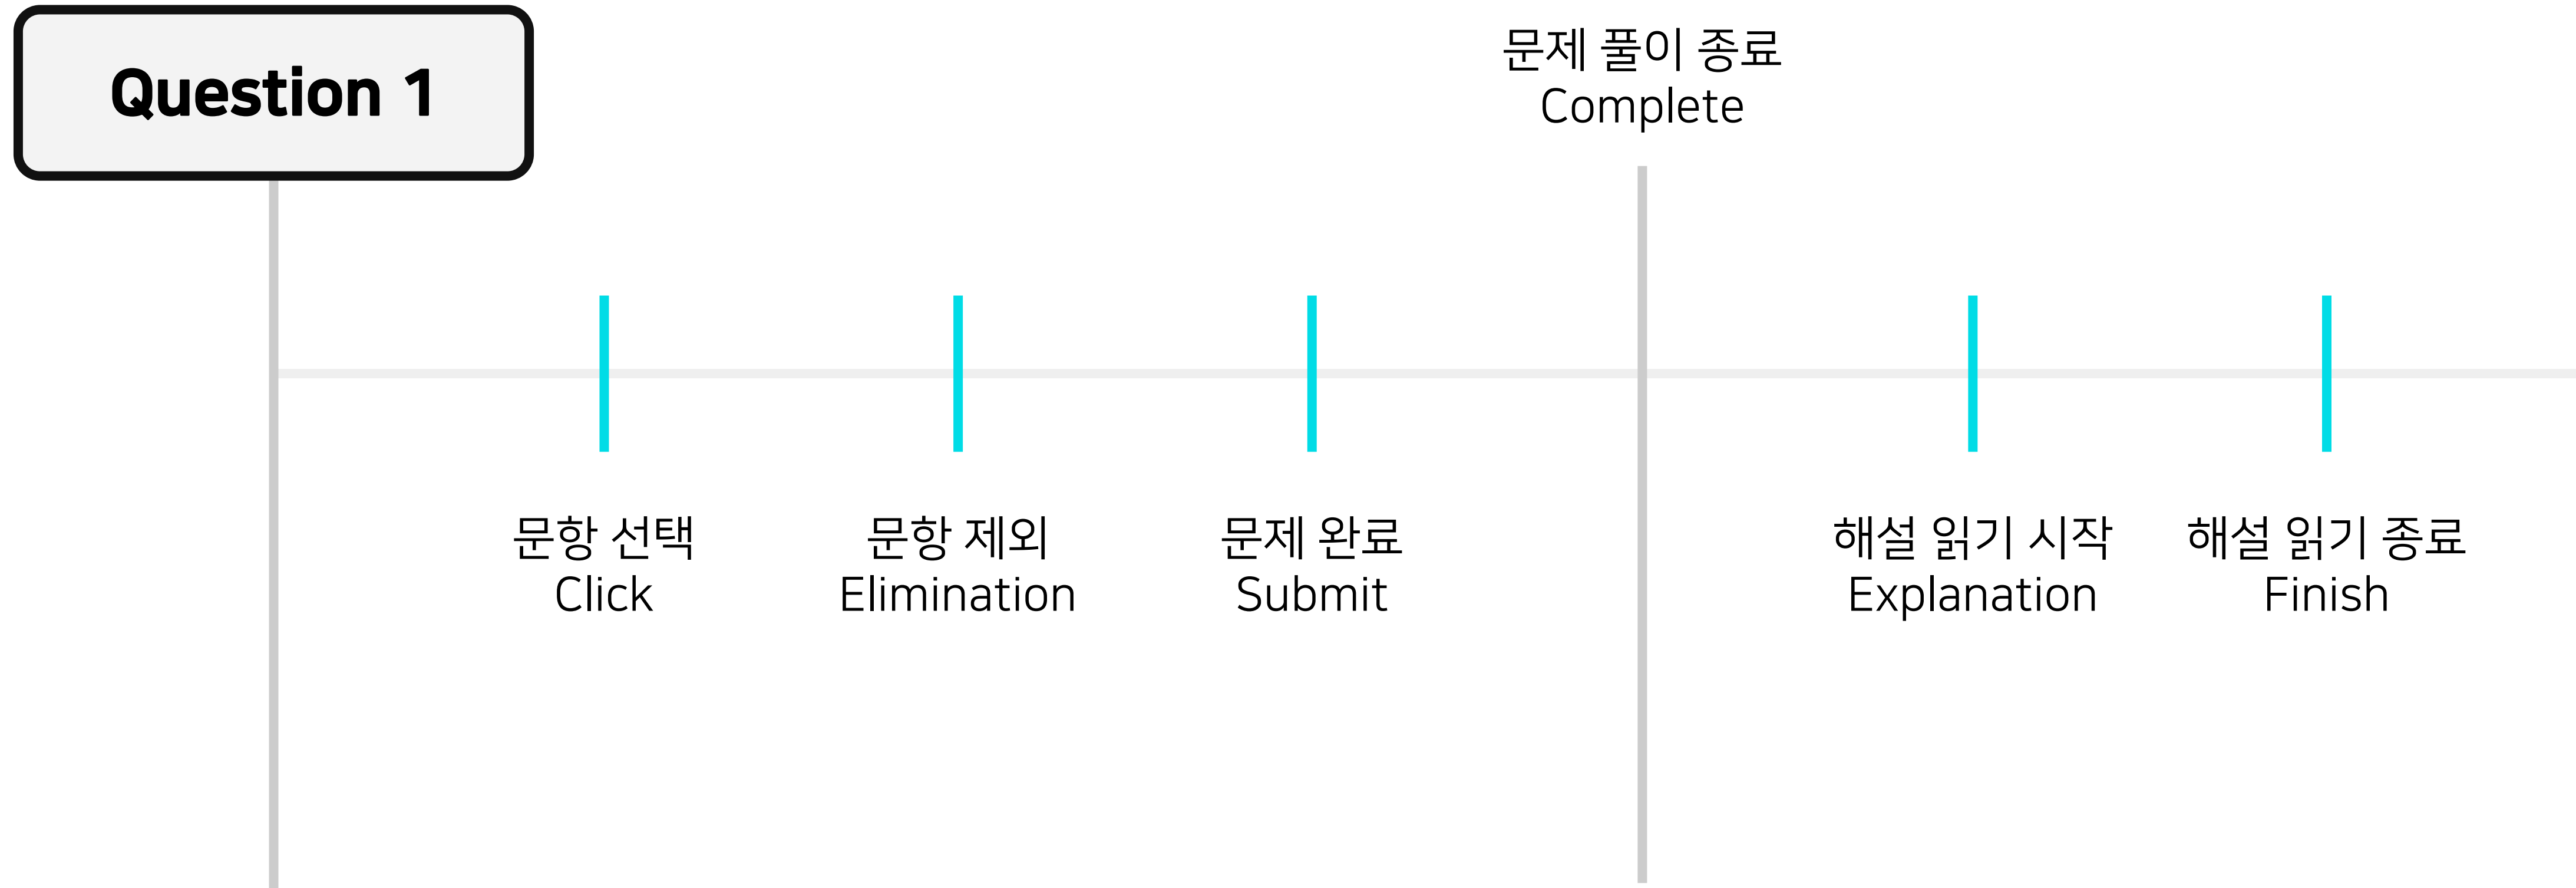 Question 1
문제 풀이 종료
Complete
문항 선택
Click
문항 제외
Elimination
문제 완료
Submit
해설 읽기 시작
Explanation
해설 읽기 종료
Finish